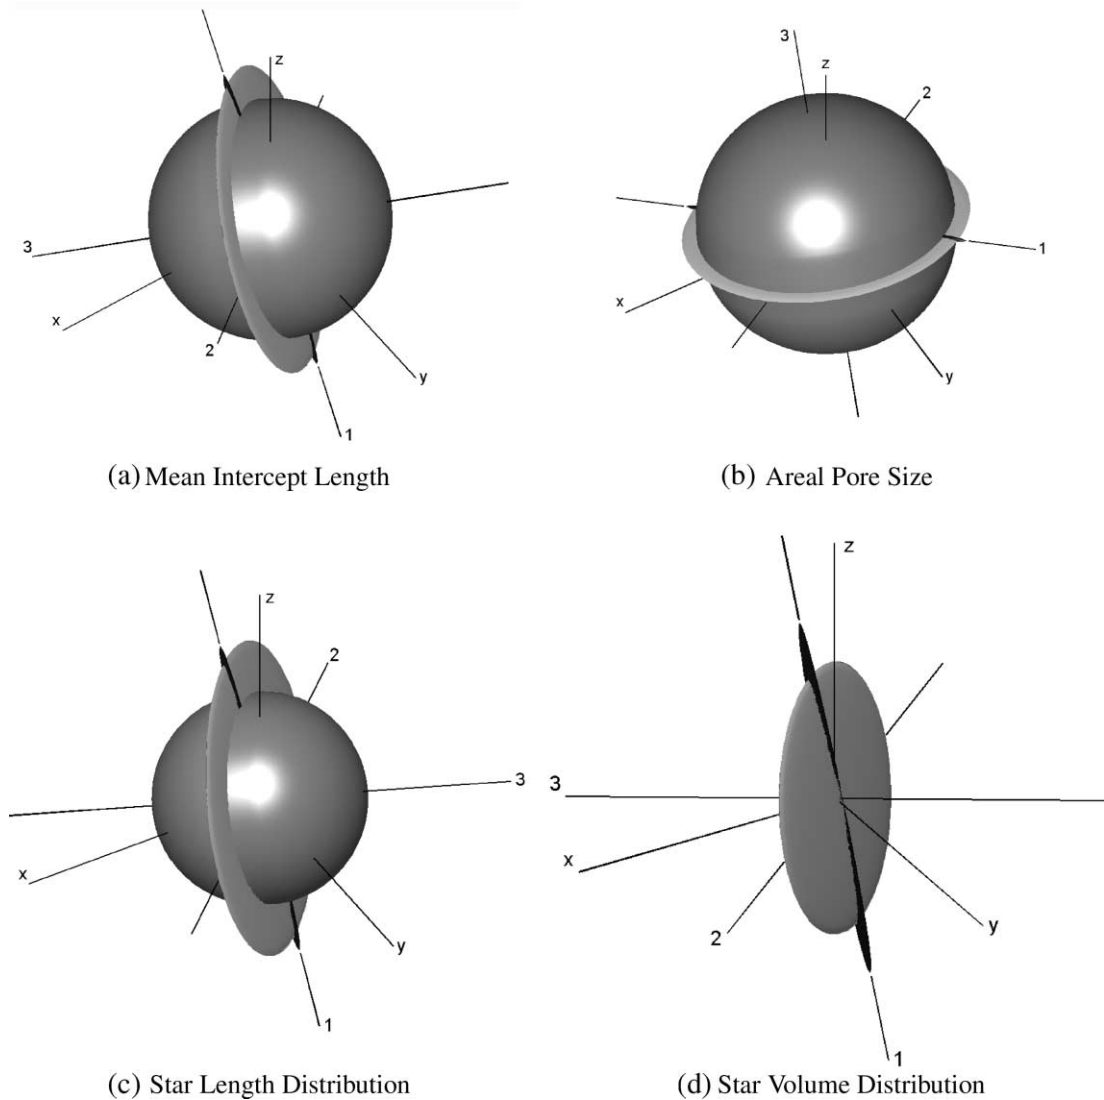 z
3
x
2
y
1
(a) Mean Intercept Length
3
z
2
1
x
y
(b) Areal Pore Size
z
2
3
x
y
1
(c) Star Length Distribution
z
3
x
2
y
1
(d) Star Volume Distribution